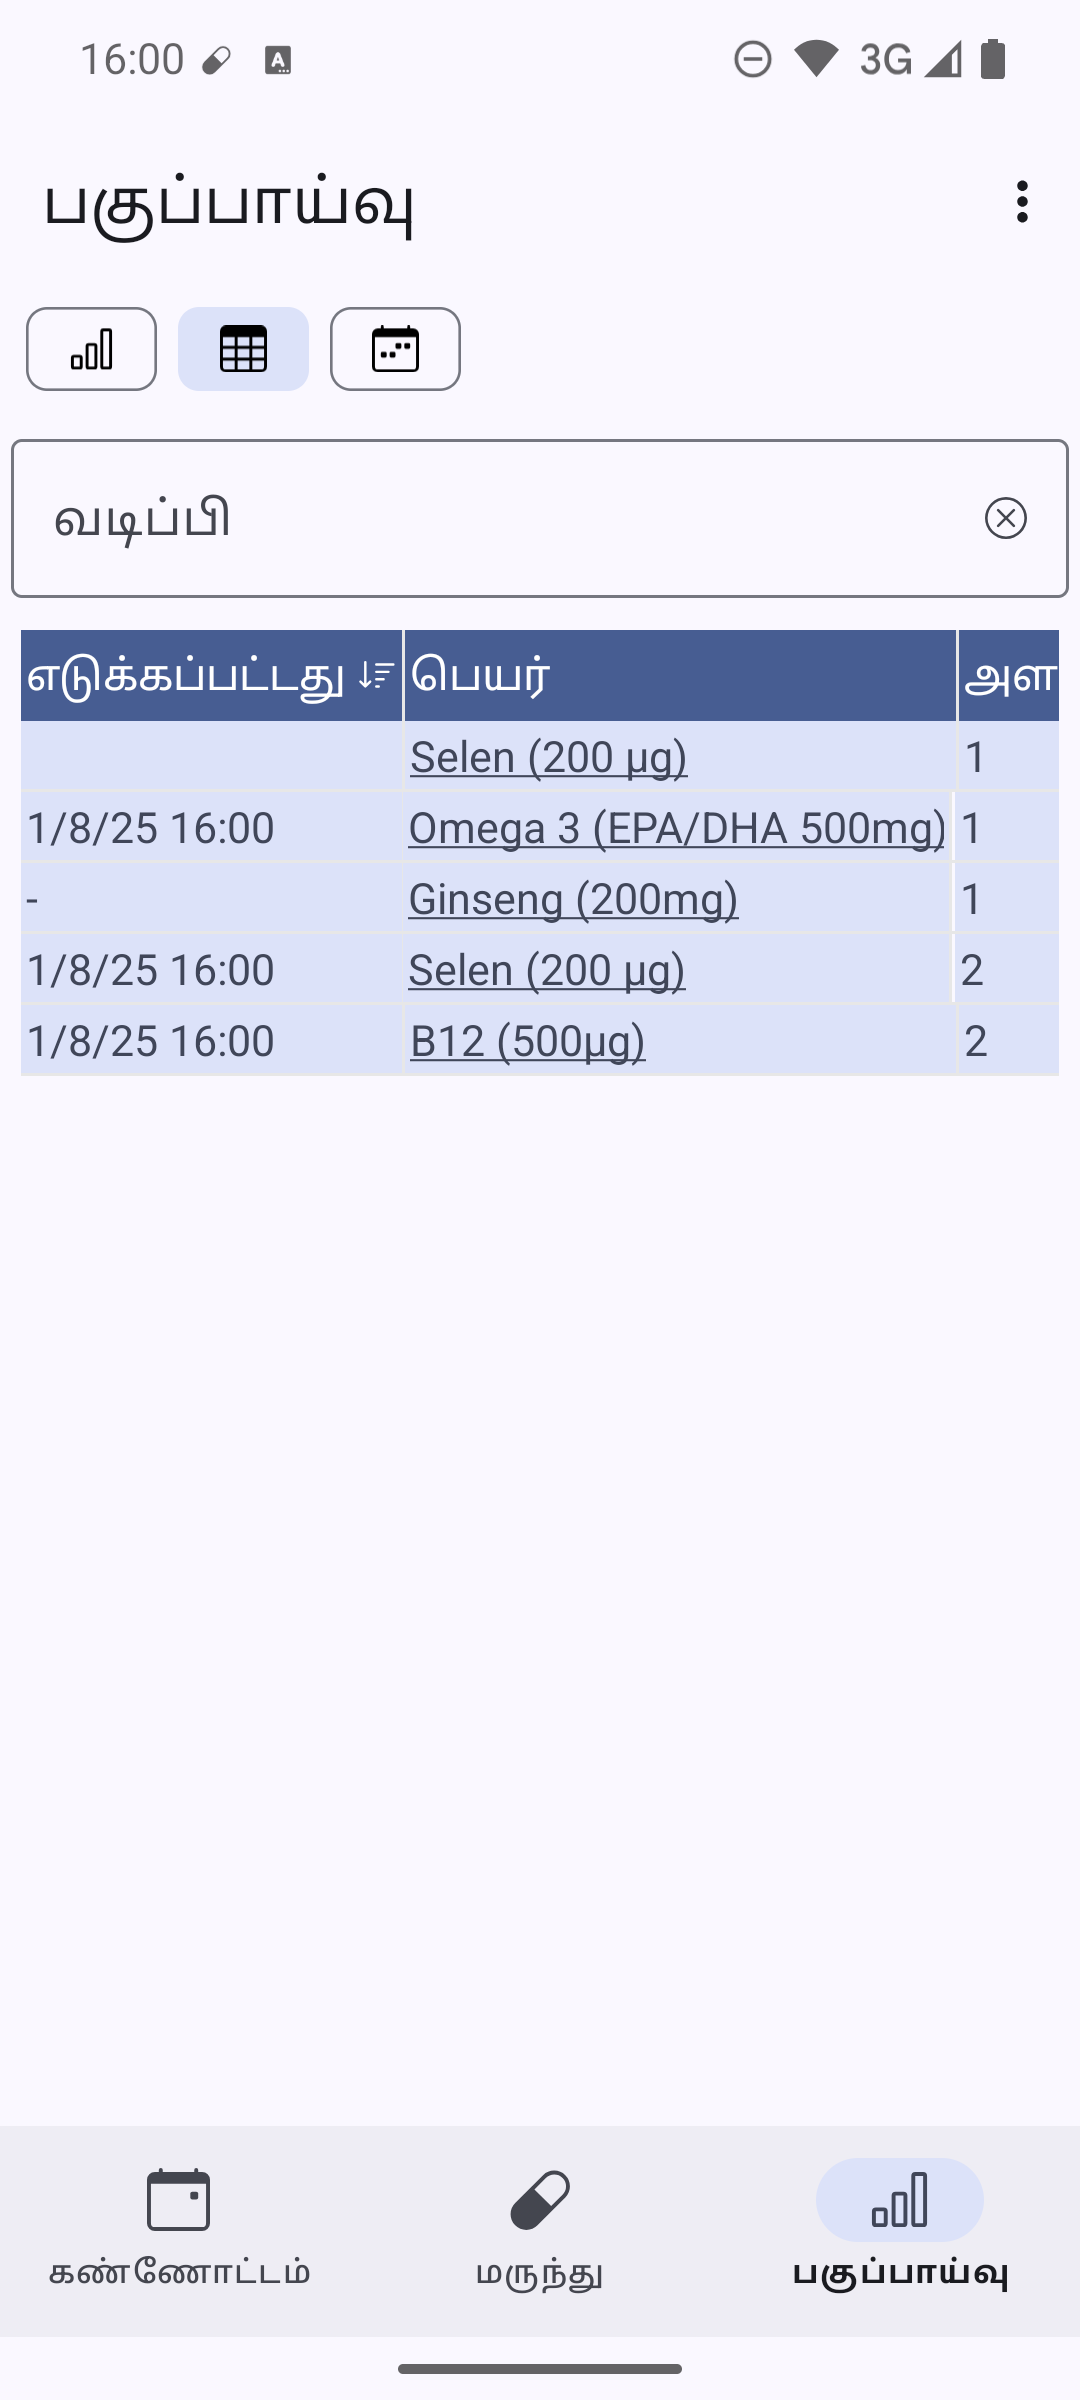 16:00 3G
பகுப்பாய்வு
வடிப்பி
எடுக்கப்பட்டது பெயர் அள
Selen (200 µg) 1
1/8/25 16:00 Omega 3 (EPA/DHA 500mg) 1
- Ginseng (200mg) 1
1/8/25 16:00 Selen (200 µg) 2
1/8/25 16:00 B12 (500µg) 2
கண்ணோட்டம் மருந்து பகுப்பாய்வு